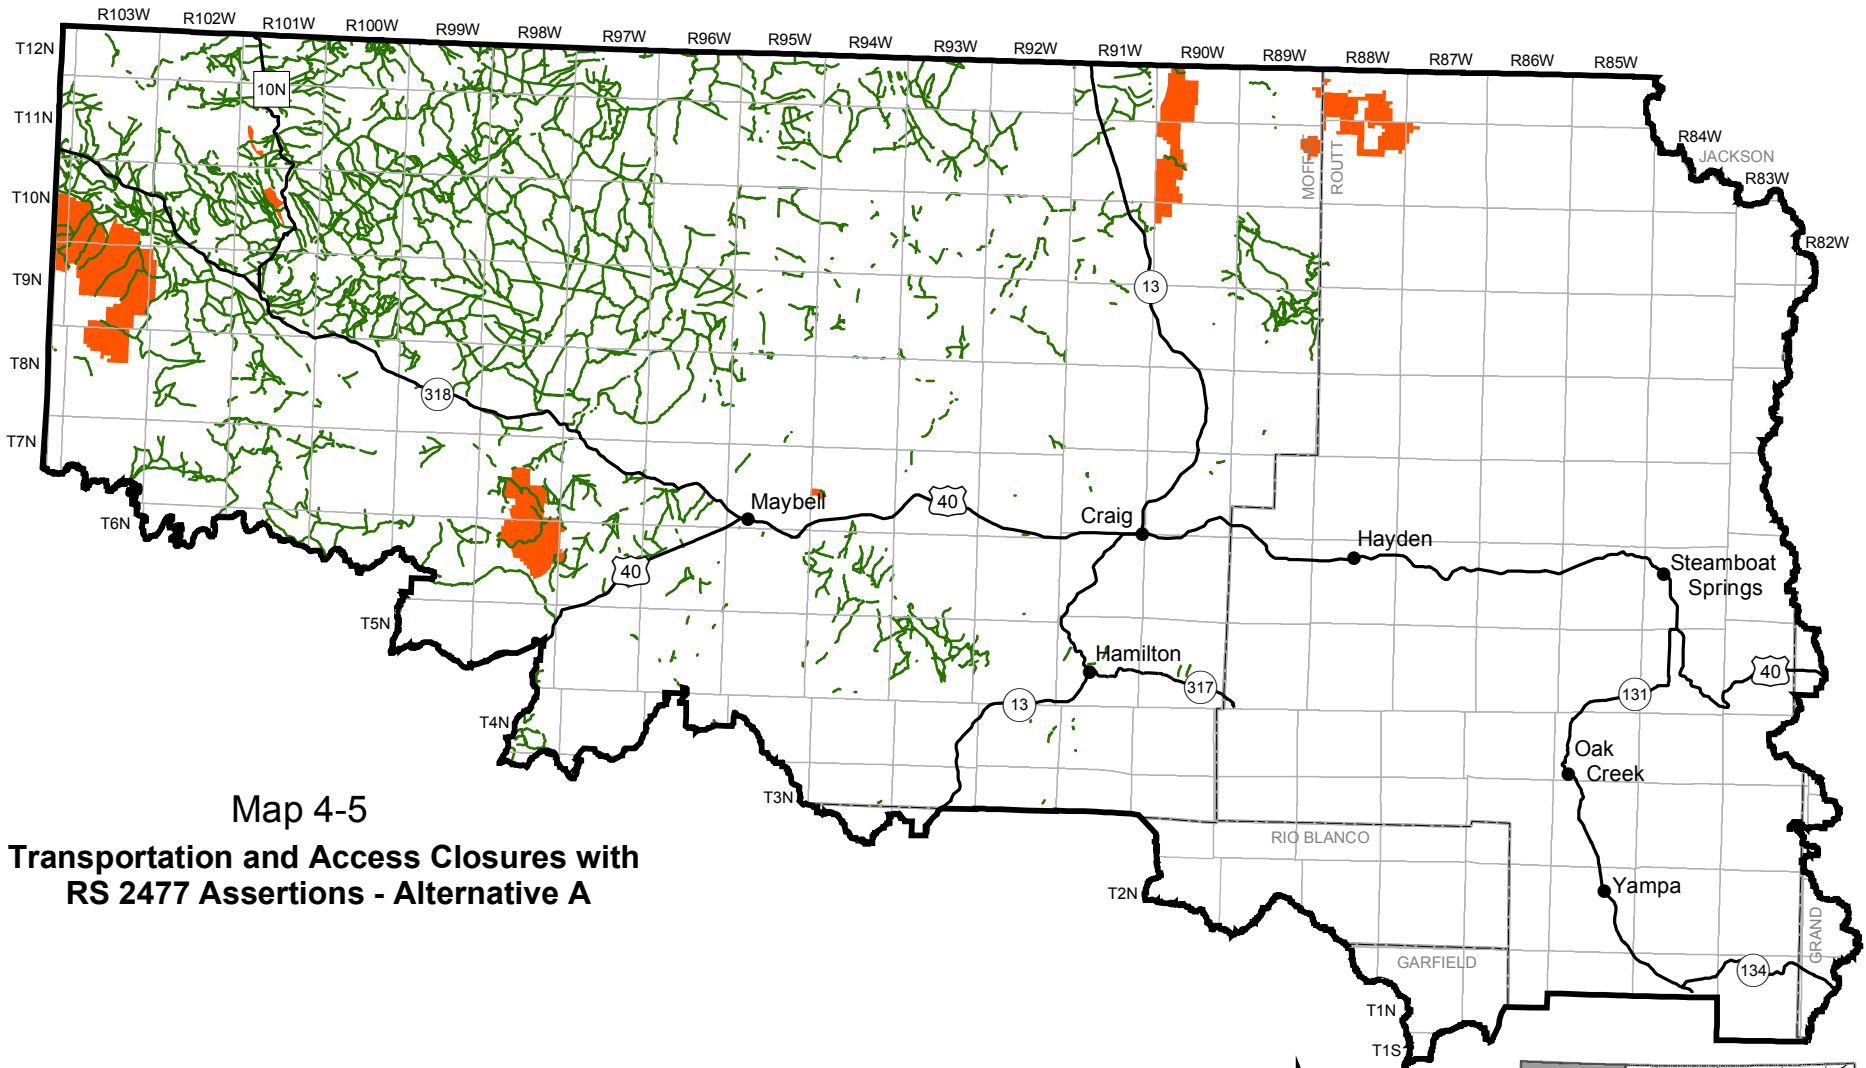 R103W
R102W
R101W
R100W
R99W
R98W
R97W
R96W
R95W
R94W
R93W
R92W
R91W
R90W
R89W
R88W
R87W
R86W
R85W
T12N
10N
T11N
R84W
JACKSON
R83W
MOFFAT
ROUTT
T10N
R82W
T9N
13
T8N
318
T7N
Maybell
40
Craig
T6N
Hayden
Steamboat
Springs
40
T5N
Hamilton
317
40
131
13
T4N
Oak
Creek
T3N
Map 4-5
RIO BLANCO
Transportation and Access Closures with
RS 2477 Assertions - Alternative A
T2N
Yampa
GRAND
GARFIELD
134
T1N
T1S